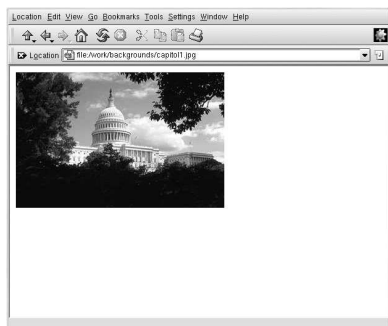 Location Edit View Go Bookmarks Tools Settings Window Help
Location file:/work/backgrounds/capitol1.jpg